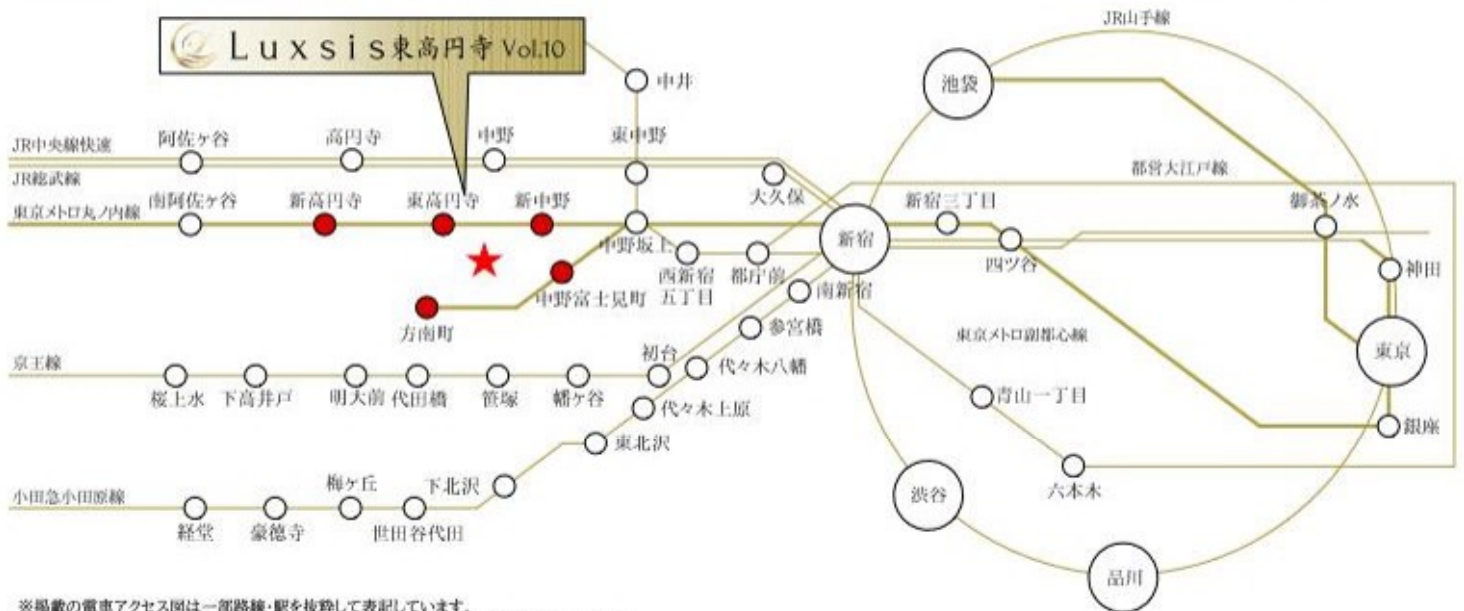 JR山手線
Luxsis東高円寺 Vol.10
中井
池袋
JR中央線快速
阿佐ヶ谷
高円寺
中野
東中野
JR総武線
大久保
都営大江戸線
東京メトロ丸ノ内線
南阿佐ヶ谷
新高円寺
東高円寺
新中野
中野坂上
新宿
新宿三丁目
御茶ノ水
西新宿
五丁目
都庁前
四ツ谷
神田
中野富士見町
南新宿
方南町
参宮橋
東京メトロ副都心線
東京
京王線
初台
代々木八幡
桜上水
下高井戸
明大前
代田橋
笹塚
幡ヶ谷
代々木上原
青山一丁目
銀座
東北沢
小田急小田原線
梅ヶ丘
下北沢
渋谷
六本木
経堂
豪徳寺
世田谷代田
品川
※掲載の電車アクセス図は一部路線・駅を抜粋して表記しています。